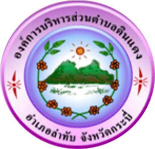 องค์การบริหารส่วนตำบลดินแดง
อำเภอลำทับ จังหวัดกระบี่